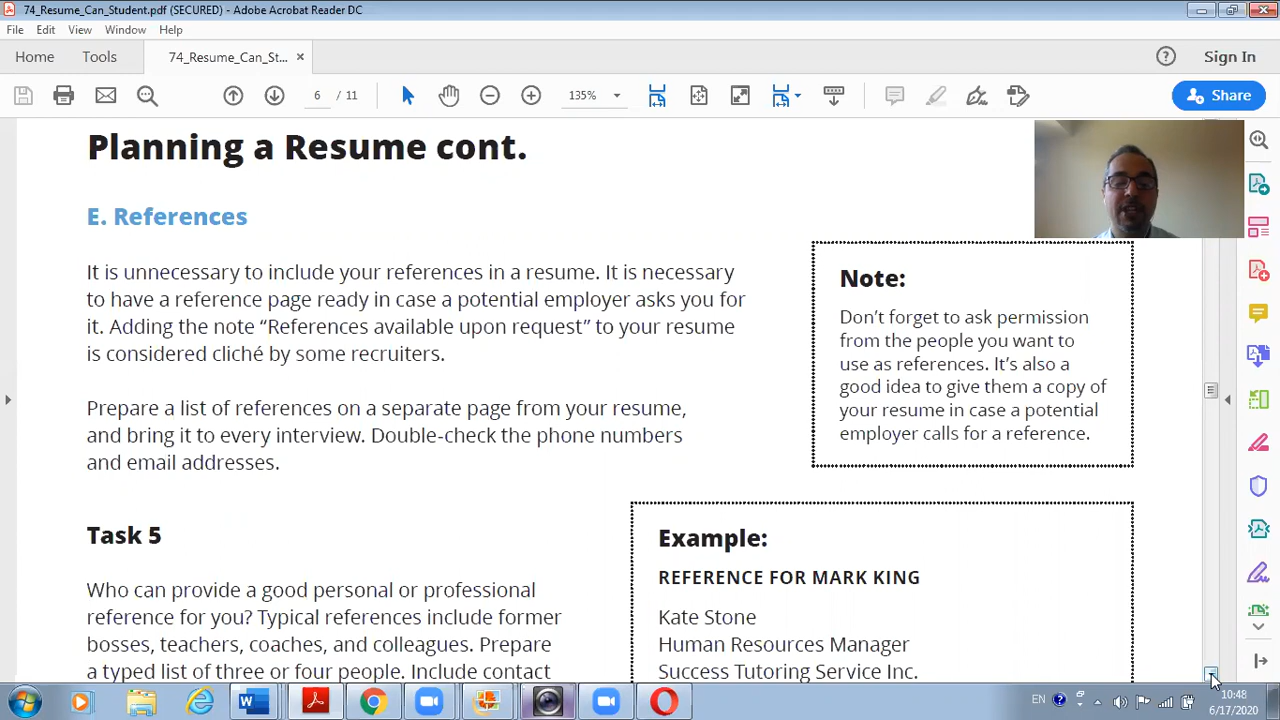 74_Resume_Can_Student.pdf (SECURED) - Adobe Acrobat Reader DC
File Edit View Window Help
Home Tools 74_Resume_Can_St... × Sign In
6 / 11 135% Share
Planning a Resume cont.
E. References
It is unnecessary to include your references in a resume. It is necessary
to have a reference page ready in case a potential employer asks you for
it. Adding the note “References available upon request” to your resume
is considered cliché by some recruiters.
Prepare a list of references on a separate page from your resume,
and bring it to every interview. Double-check the phone numbers
and email addresses.
Note:
Don’t forget to ask permission
from the people you want to
use as references. It’s also a
good idea to give them a copy of
your resume in case a potential
employer calls for a reference.
Task 5
Who can provide a good personal or professional
reference for you? Typical references include former
bosses, teachers, coaches, and colleagues. Prepare
a typed list of three or four people. Include contact
Example:
REFERENCE FOR MARK KING
Kate Stone
Human Resources Manager
Success Tutoring Service Inc.
EN 10:48
6/17/2020